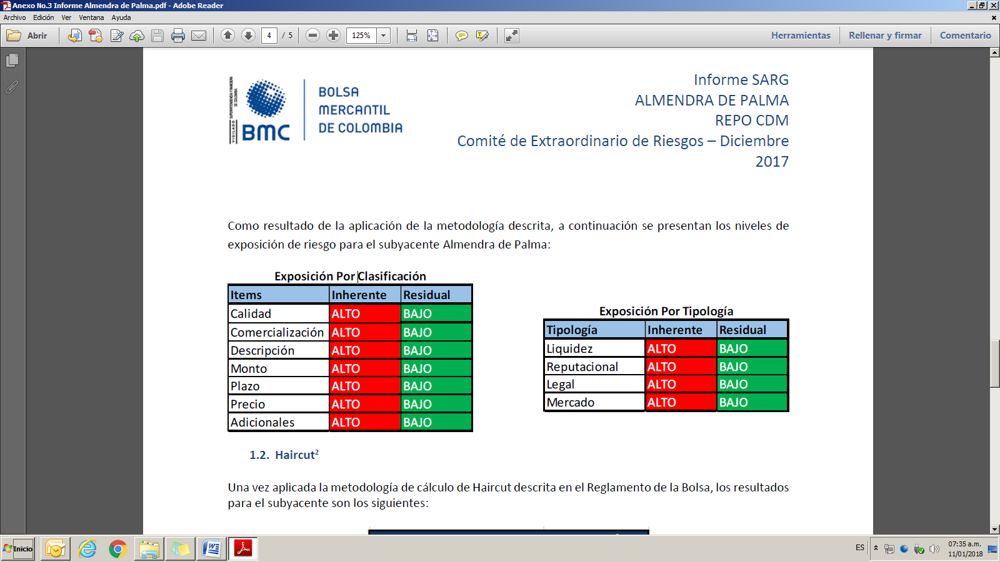 Anexo No.3 Informe Almendra de Palma.pdf - Adobe Reader
Archivo Edición Ver Ventana Ayuda
Abrir 4 / 5 125% Herramientas Rellenar y firmar Comentario
VIGILADO SUPERINTENDENCIA FINANCIERA DE COLOMBIA
BMC
BOLSA
MERCANTIL
DE COLOMBIA
Informe SARG
ALMENDRA DE PALMA
REPO CDM
Comité de Extraordinario de Riesgos – Diciembre
2017
Como resultado de la aplicación de la metodología descrita, a continuación se presentan los niveles de
exposición de riesgo para el subyacente Almendra de Palma:
Exposición Por Clasificación
Items Inherente Residual
Calidad ALTO BAJO
Comercialización ALTO BAJO
Descripción ALTO BAJO
Monto ALTO BAJO
Plazo ALTO BAJO
Precio ALTO BAJO
Adicionales ALTO BAJO
Exposición Por Tipología
Tipología Inherente Residual
Liquidez ALTO BAJO
Reputacional ALTO BAJO
Legal ALTO BAJO
Mercado ALTO BAJO
1.2. Haircut²
Una vez aplicada la metodología de cálculo de Haircut descrita en el Reglamento de la Bolsa, los resultados
para el subyacente son los siguientes:
Inicio
ES
07:35 a.m.
11/01/2018